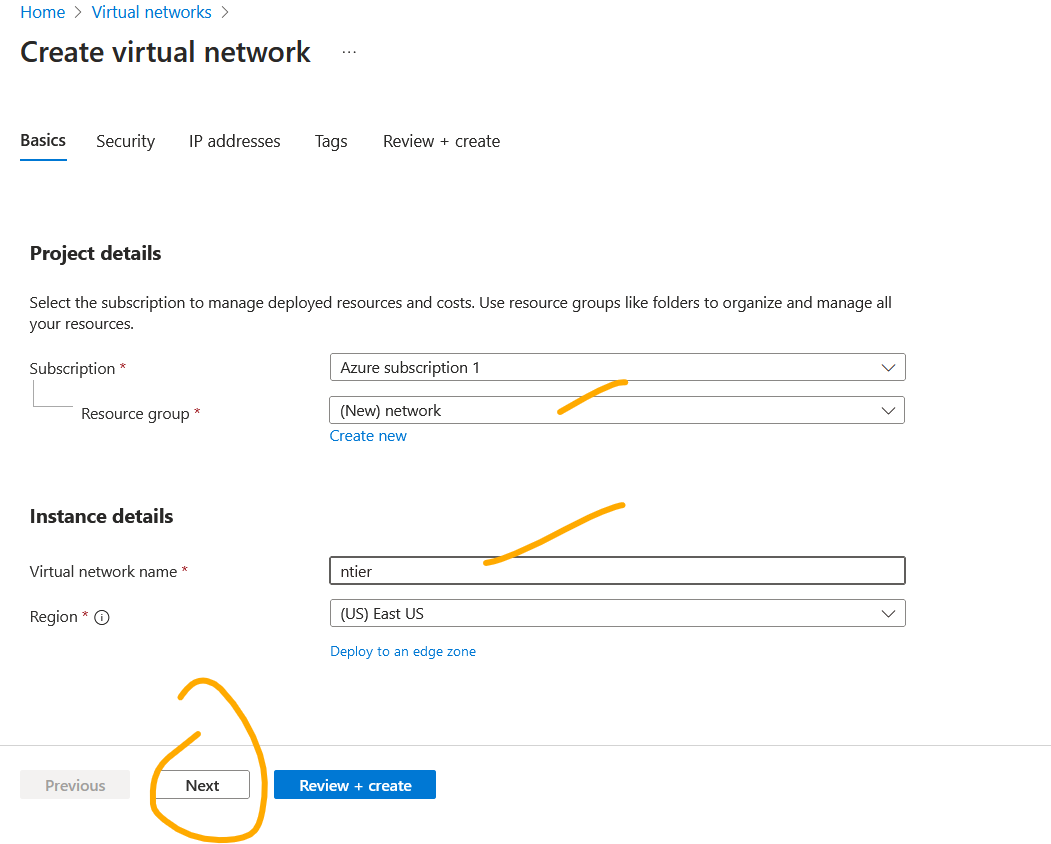 Home > Virtual networks >
Create virtual network ...
Basics Security IP addresses Tags Review + create
Project details
Select the subscription to manage deployed resources and costs. Use resource groups like folders to organize and manage all
your resources.
Subscription * Azure subscription 1
Resource group * (New) network
Create new
Instance details
Virtual network name * ntier
Region * (US) East US
Deploy to an edge zone
Previous Next Review + create